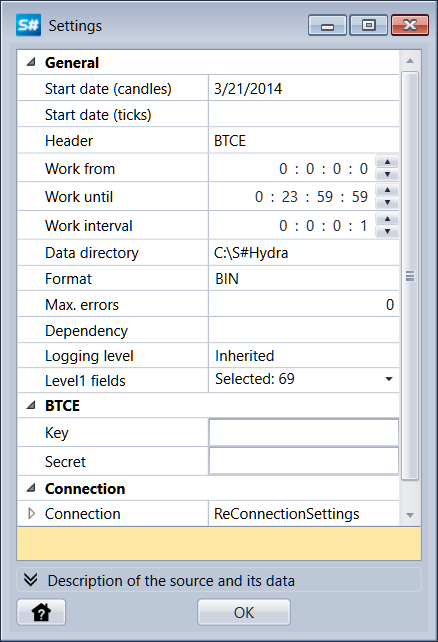 S# Settings
General
Start date (candles) 3/21/2014
Start date (ticks)
Header BTCE
Work from 0 : 0 : 0 : 0
Work until 0 : 23 : 59 : 59
Work interval 0 : 0 : 0 : 1
Data directory C:\S#Hydra
Format BIN
Max. errors 0
Dependency
Logging level Inherited
Level1 fields Selected: 69
BTCE
Key
Secret
Connection
Connection ReConnectionSettings
Description of the source and its data
? OK